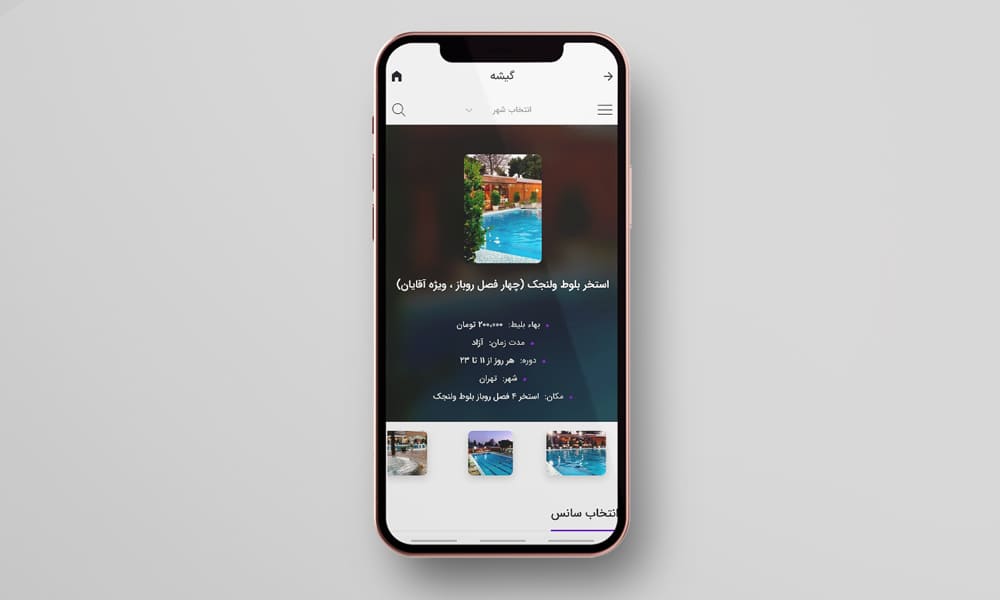 گیشه
انتخاب شهر
استخر بلوط ولنجک (چهار فصل روباز ، ویژه آقایان)
بهاء بلیط: ۲۰۰،۰۰۰ تومان
مدت زمان: آزاد
دوره: هر روز از ۱۱ تا ۲۳
شهر: تهران
مکان: استخر ۴ فصل روباز بلوط ولنجک
انتخاب سانس